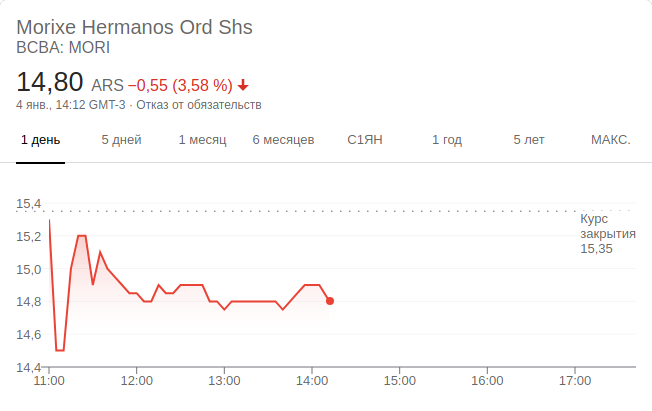 Morixe Hermanos Ord Shs
BCBA: MORI
14,80 ARS −0,55 (3,58 %)
4 янв., 14:12 GMT-3 · Отказ от обязательств
1 день 5 дней 1 месяц 6 месяцев С1ЯН 1 год 5 лет МАКС.
15,4
Курс
закрытия
15,35
15,2
15,0
14,8
14,6
14,4
11:00 12:00 13:00 14:00 15:00 16:00 17:00